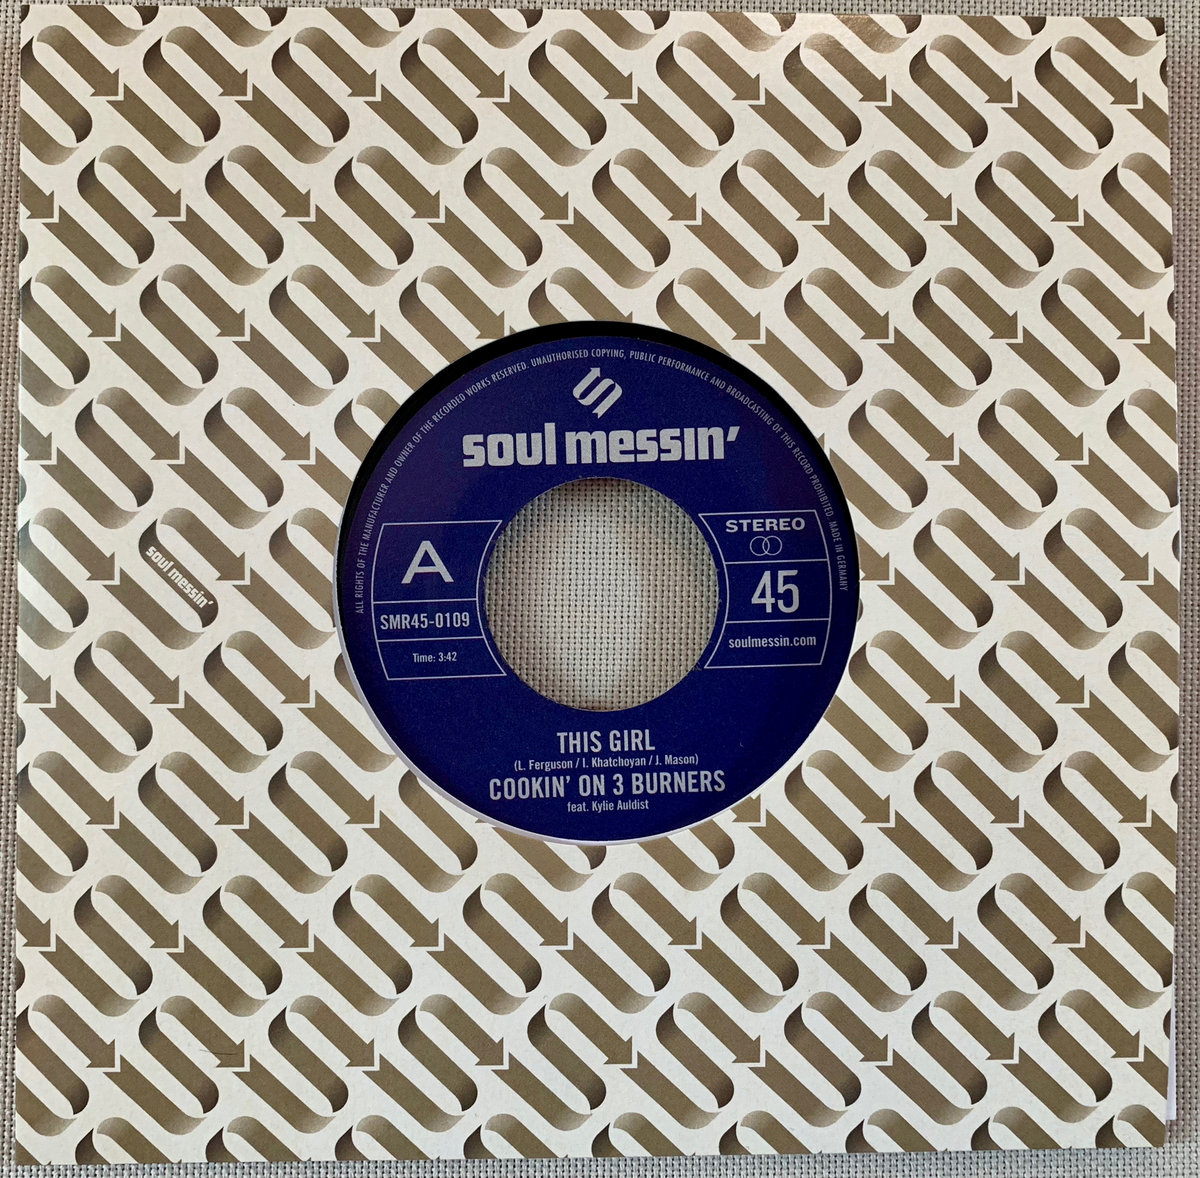 ALL RIGHTS OF THE MANUFACTURER AND OWNER OF THE RECORDED WORKS RESERVED. UNAUTHORISED COPYING, PUBLIC PERFORMANCE AND BROADCASTING OF THIS RECORD PROHIBITED. MADE IN GERMANY
soul messin'
STEREO
A
45
SMR45-0109
soulmessin.com
Time: 3:42
soul messin'
THIS GIRL
(L. Ferguson / I. Khatchoyan / J. Mason)
COOKIN' ON 3 BURNERS
feat. Kylie Auldist